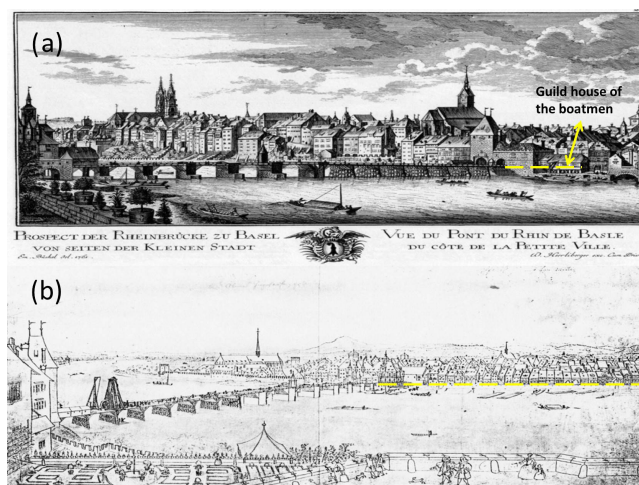 (a)
Guild house of
the boatmen
PROSPECT DER RHEINBRÜCKE ZU BASEL
VON SEITEN DER KLEINEN STADT
VUE DU PONT DU RHIN DE BASLE
DU CÔTE DE LA PETITE VILLE.
(b)